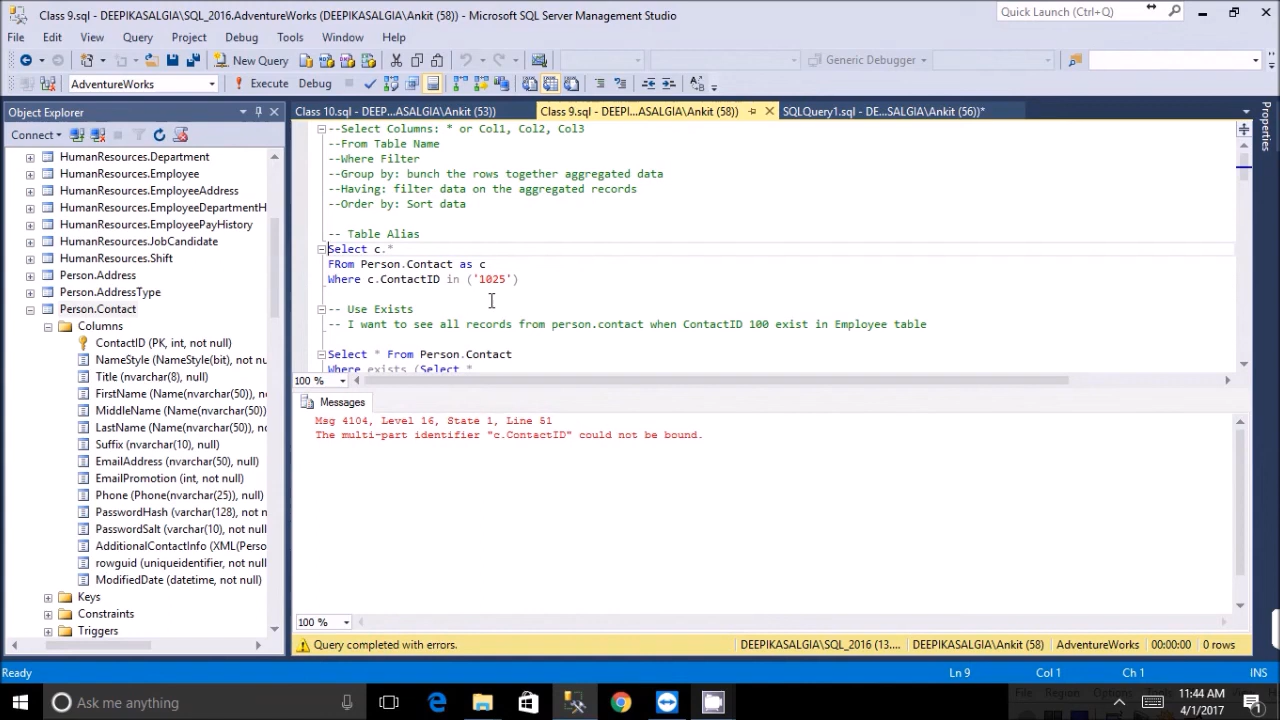 Class 9.sql - DEEPIKASALGIA\SQL_2016.AdventureWorks (DEEPIKASALGIA\Ankit (58)) - Microsoft SQL Server Management Studio
Quick Launch (Ctrl+Q)
File Edit View Query Project Debug Tools Window Help
New Query
Generic Debugger
AdventureWorks
Execute Debug
Object Explorer
Class 10.sql - DEEP...ASALGIA\Ankit (53))
Class 9.sql - DEEPI...KASALGIA\Ankit (58))
SQLQuery1.sql - DE...SALGIA\Ankit (56))*
Properties
Connect
HumanResources.Department
HumanResources.Employee
HumanResources.EmployeeAddress
HumanResources.EmployeeDepartmentH
HumanResources.EmployeePayHistory
HumanResources.JobCandidate
HumanResources.Shift
Person.Address
Person.AddressType
Person.Contact
Columns
ContactID (PK, int, not null)
NameStyle (NameStyle(bit), not nu
Title (nvarchar(8), null)
FirstName (Name(nvarchar(50))
MiddleName (Name(nvarchar(50))
LastName (Name(nvarchar(50)),
Suffix (nvarchar(10), null)
EmailAddress (nvarchar(50), null)
EmailPromotion (int, not null)
Phone (Phone(nvarchar(25)), null)
PasswordHash (varchar(128), not n
PasswordSalt (varchar(10), not null)
AdditionalContactInfo (XML(Perso
rowguid (uniqueidentifier, not null)
ModifiedDate (datetime, not null)
Keys
Constraints
Triggers
--Select Columns: * or Col1, Col2, Col3
--From Table Name
--Where Filter
--Group by: bunch the rows together aggregated data
--Having: filter data on the aggregated records
--Order by: Sort data
-- Table Alias
Select c.*
FRom Person.Contact as c
Where c.ContactID in ('1025')
-- Use Exists
-- I want to see all records from person.contact when ContactID 100 exist in Employee table
Select * From Person.Contact
Where exists (Select *
100 %
Messages
Msg 4104, Level 16, State 1, Line 51
The multi-part identifier "c.ContactID" could not be bound.
100 %
Query completed with errors.
DEEPIKASALGIA\SQL_2016 (13.... DEEPIKASALGIA\Ankit (58) AdventureWorks 00:00:00 0 rows
Ready
Ln 9 Col 1 Ch 1 INS
Ask me anything
File Region Options Tools Help
11:44 AM
4/1/2017